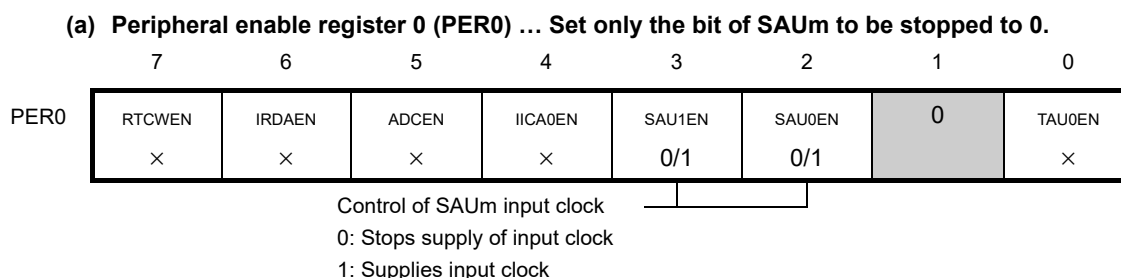 (a) Peripheral enable register 0 (PER0) … Set only the bit of SAUm to be stopped to 0.
7 6 5 4 3 2 1 0
PER0 RTCWEN IRDAEN ADCEN IICA0EN SAU1EN SAU0EN 0 TAU0EN
× × × × 0/1 0/1 ×
Control of SAUm input clock
0: Stops supply of input clock
1: Supplies input clock